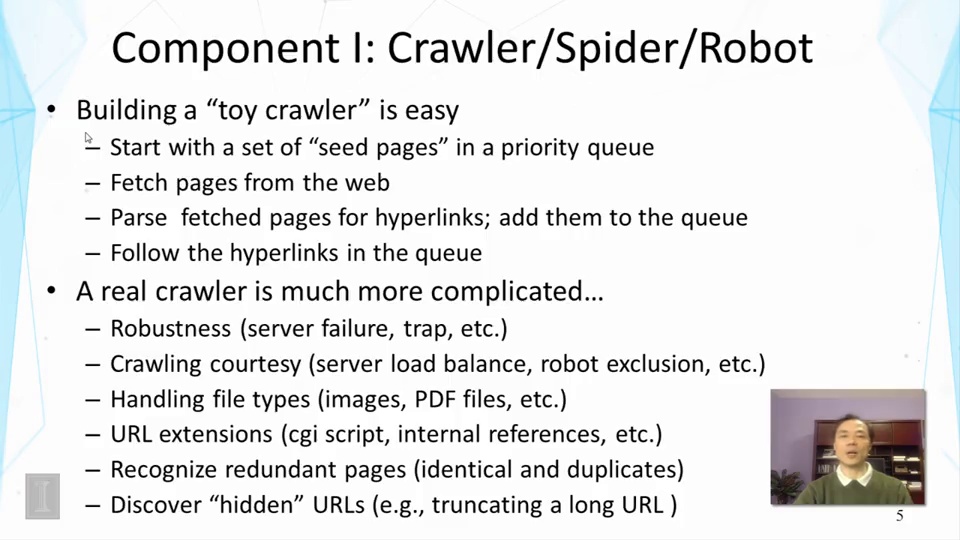 Component I: Crawler/Spider/Robot
• Building a “toy crawler” is easy
– Start with a set of “seed pages” in a priority queue
– Fetch pages from the web
– Parse  fetched pages for hyperlinks; add them to the queue
– Follow the hyperlinks in the queue
• A real crawler is much more complicated…
– Robustness (server failure, trap, etc.)
– Crawling courtesy (server load balance, robot exclusion, etc.)
– Handling file types (images, PDF files, etc.)
– URL extensions (cgi script, internal references, etc.)
– Recognize redundant pages (identical and duplicates)
– Discover “hidden” URLs (e.g., truncating a long URL )
I
5